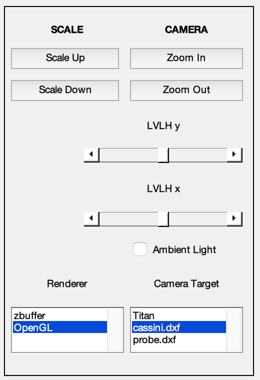 SCALE CAMERA
Scale Up Zoom In
Scale Down Zoom Out
LVLH y
LVLH x
Ambient Light
Renderer Camera Target
zbuffer Titan
OpenGL cassini.dxf
probe.dxf